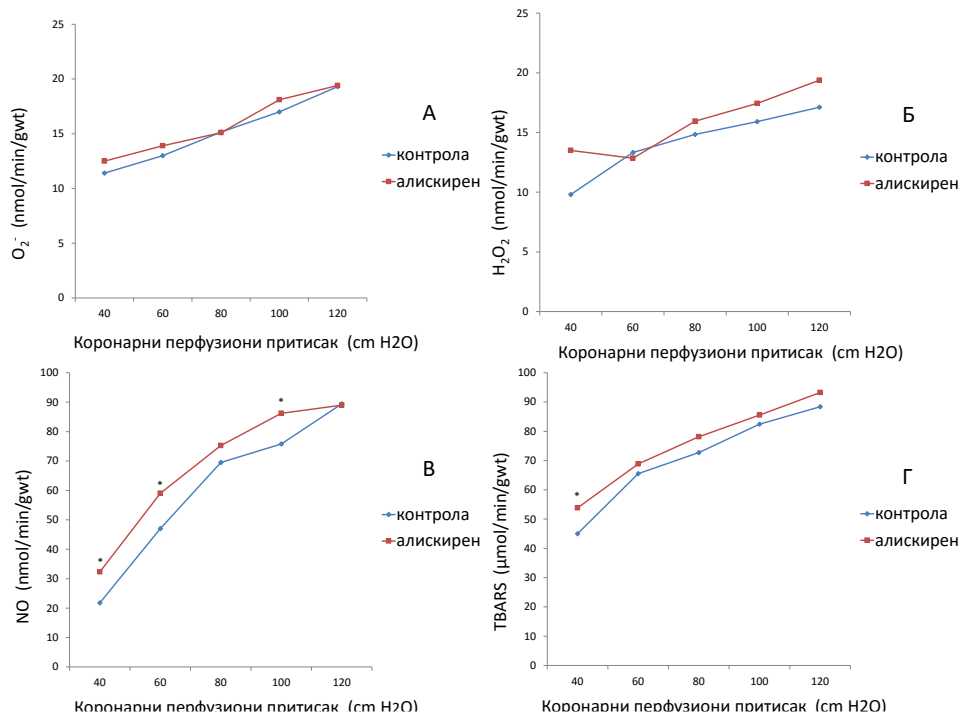 25
20
15
10
5
0
O₂⁻ (nmol/min/gwt)
А
контрола
алискирен
40 60 80 100 120
Коронарни перфузиони притисак (cm H2O)
25
20
15
10
5
0
H₂O₂ (nmol/min/gwt)
Б
контрола
алискирен
40 60 80 100 120
Коронарни перфузиони притисак (cm H2O)
100
90
80
70
60
50
40
30
20
10
0
NO (nmol/min/gwt)
*
*
*
В
контрола
алискирен
40 60 80 100 120
Коронарни перфузиони притисак (cm H2O)
100
90
80
70
60
50
40
30
20
10
0
TBARS (µmol/min/gwt)
*
Г
контрола
алискирен
40 60 80 100 120
Коронарни перфузиони притисак (cm H2O)